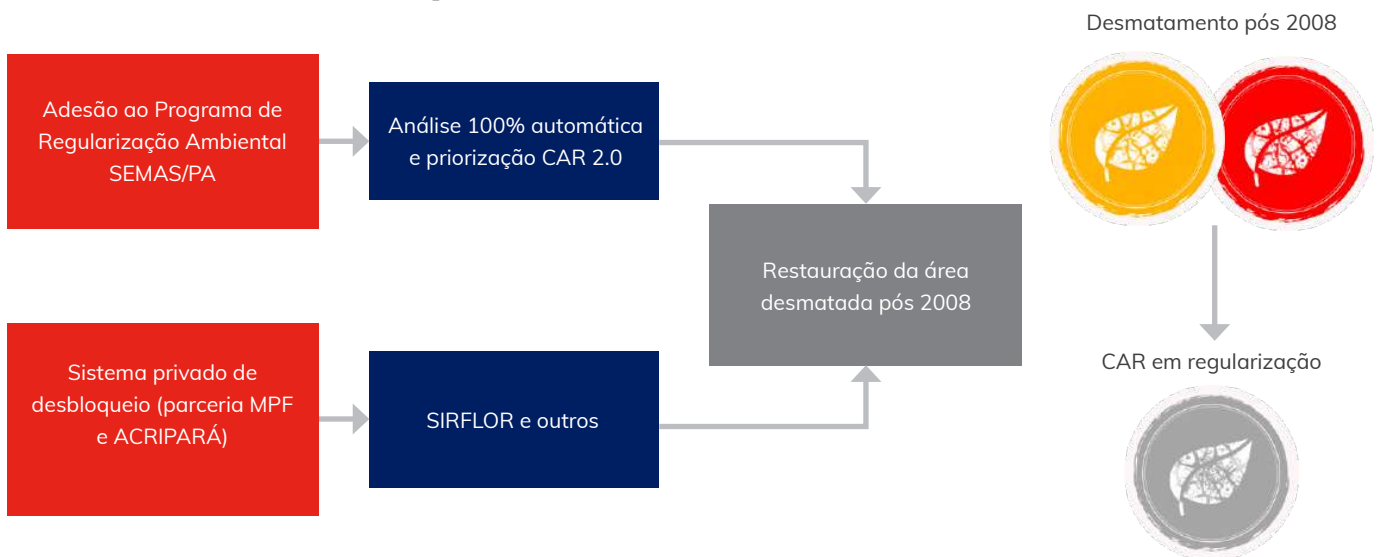 Desmatamento pós 2008
Adesão ao Programa de
Regularização Ambiental
SEMAS/PA
Análise 100% automática
e priorização CAR 2.0
Restauração da área
desmatada pós 2008
Sistema privado de
desbloqueio (parceria MPF
e ACRIPARÁ)
SIRFLOR e outros
CAR em regularização